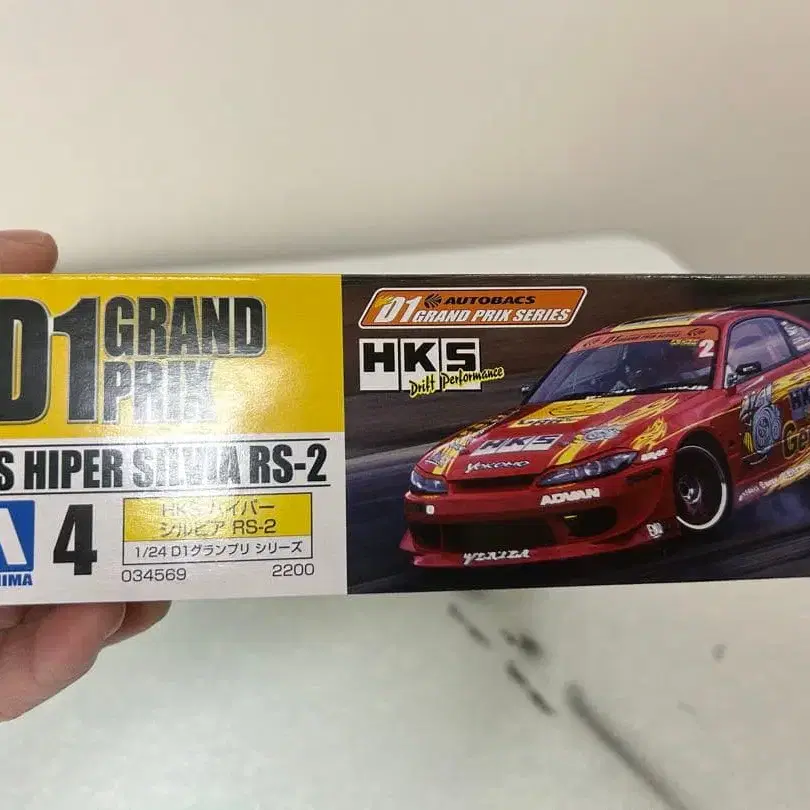 D1 GRAND
PRIX
S HIPER SILVIA RS-2
HIMA
4
HKS ハイパー
シルビア RS-2
1/24 D1グランプリ シリーズ
034569 2200
D1 AUTOBACS
GRAND PRIX SERIES
HKS
Drift Performance
2
HKS
YOKOMO
ADVAN